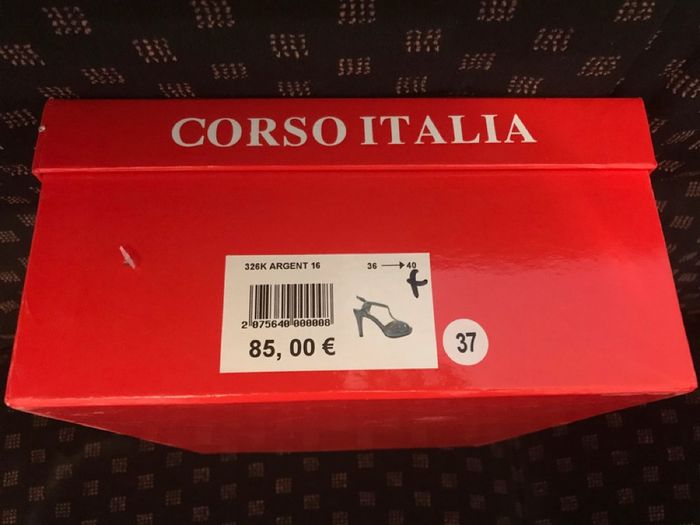 CORSO ITALIA
326K ARGENT 16
36 → 40
f
2 075640 000008
85,00 €
37